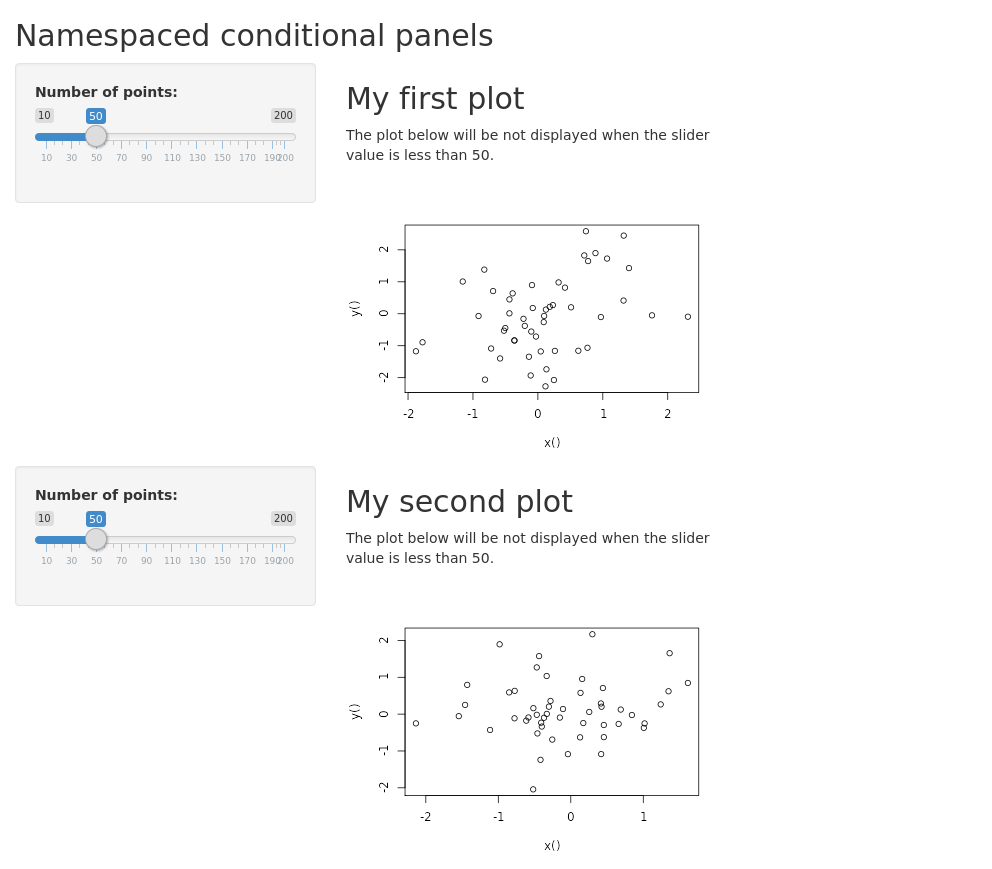 Namespaced conditional panels
Number of points:
10 50 200
10 30 50 70 90 110 130 150 170 190 200
My first plot
The plot below will be not displayed when the slider
value is less than 50.
y()
2
1
0
-1
-2
-2 -1 0 1 2
x()
Number of points:
10 50 200
10 30 50 70 90 110 130 150 170 190 200
My second plot
The plot below will be not displayed when the slider
value is less than 50.
y()
2
1
0
-1
-2
-2 -1 0 1
x()